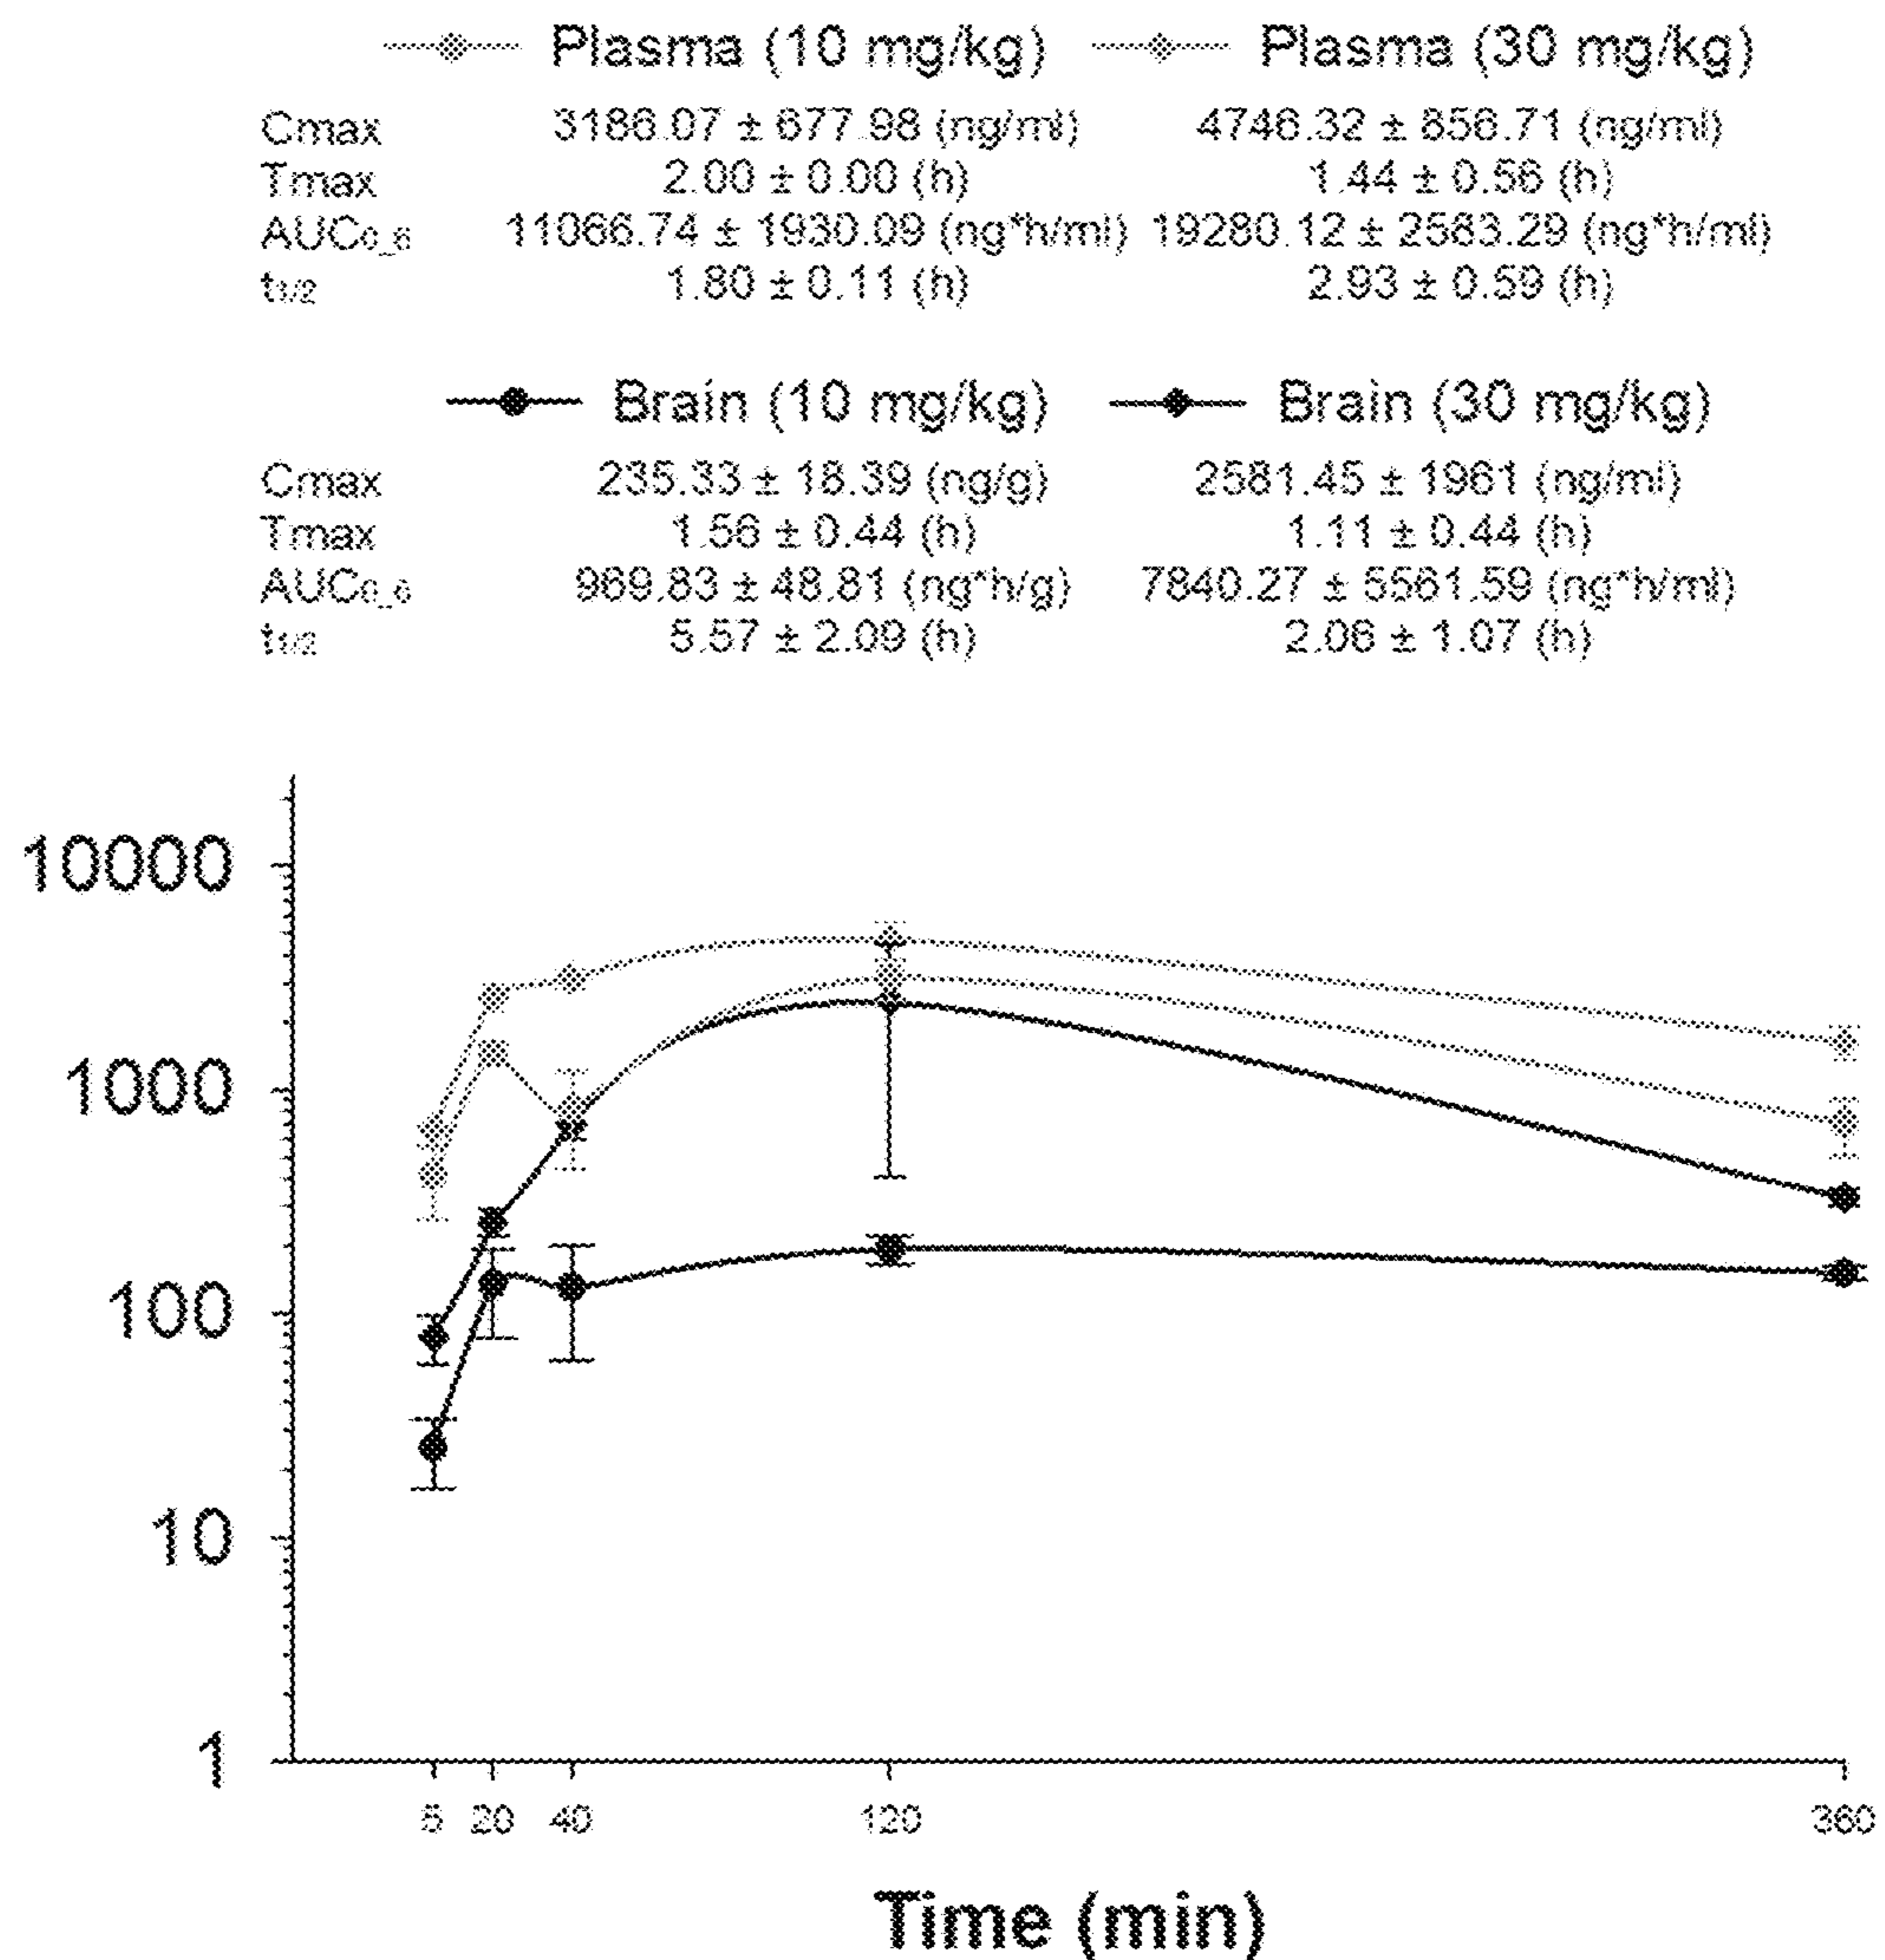 Plasma (10 mg/kg) Plasma (30 mg/kg)
Cmax 3186.07 ± 677.98 (ng/ml) 4746.32 ± 856.71 (ng/ml)
Tmax 2.00 ± 0.00 (h) 1.44 ± 0.56 (h)
AUC0_6 11066.74 ± 1930.09 (ng*h/ml) 19280.12 ± 2563.29 (ng*h/ml)
t1/2 1.80 ± 0.11 (h) 2.93 ± 0.59 (h)
Brain (10 mg/kg) Brain (30 mg/kg)
Cmax 235.33 ± 18.39 (ng/g) 2581.45 ± 1961 (ng/ml)
Tmax 1.56 ± 0.44 (h) 1.11 ± 0.44 (h)
AUC0_6 969.83 ± 48.81 (ng*h/g) 7840.27 ± 5561.59 (ng*h/ml)
t1/2 5.57 ± 2.09 (h) 2.06 ± 1.07 (h)
10000
1000
100
10
1
5 20 40 120 360
Time (min)